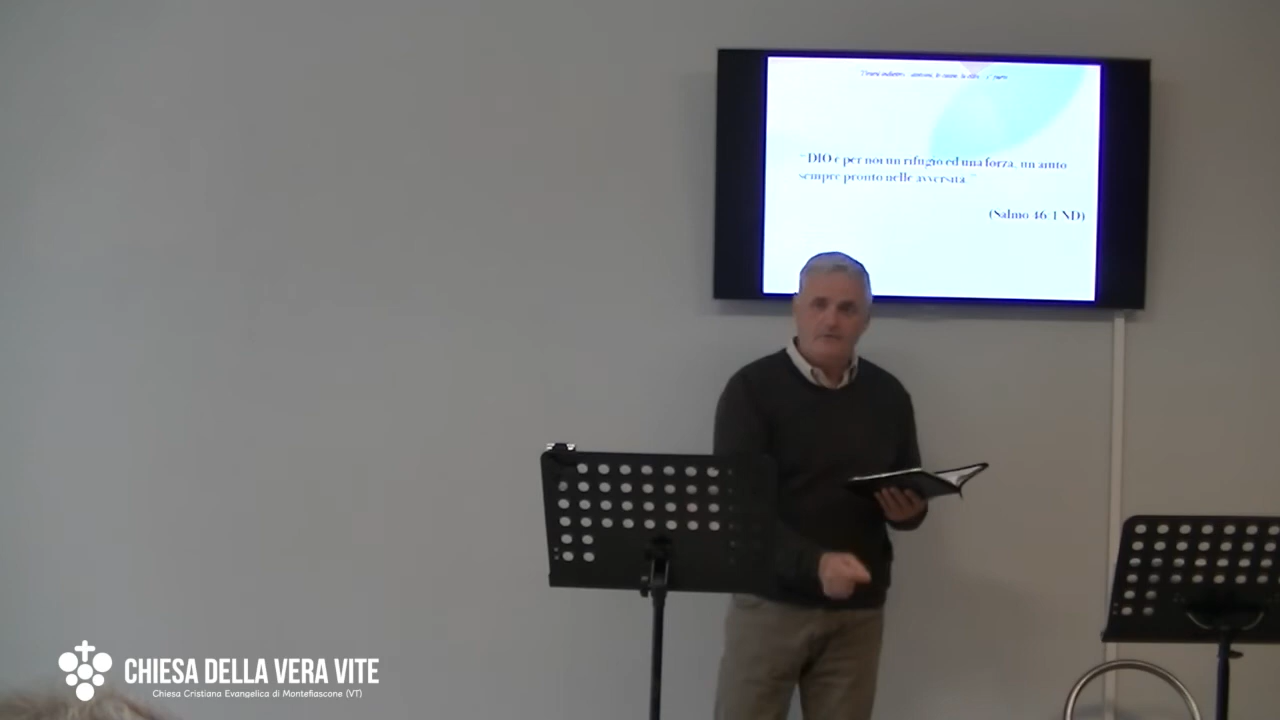 "DIO è per noi un rifugio ed una forza, un aiuto
sempre pronto nelle avversità."
(Salmo 46:1 ND)
CHIESA DELLA VERA VITE
Chiesa Cristiana Evangelica di Montefiascone (VT)